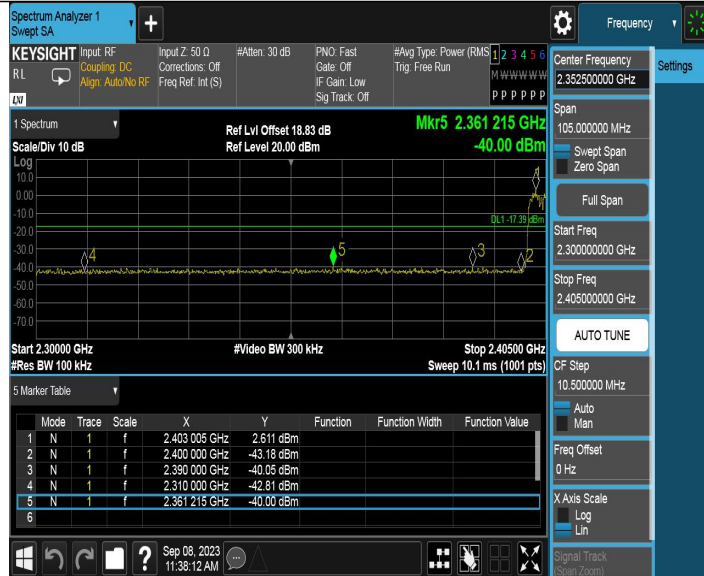 Spectrum Analyzer 1
Swept SA
Frequency
KEYSIGHT
RL
LXI
Input: RF
Coupling: DC
Align: Auto/No RF
Input Z: 50 Ω
Corrections: Off
Freq Ref: Int (S)
#Atten: 30 dB
PNO: Fast
Gate: Off
IF Gain: Low
Sig Track: Off
#Avg Type: Power (RMS
Trig: Free Run
1 2 3 4 5 6
M W W W W W
P P P P P P
Center Frequency
2.352500000 GHz
Settings
Span
105.000000 MHz
Swept Span
Zero Span
Full Span
Start Freq
2.300000000 GHz
Stop Freq
2.405000000 GHz
AUTO TUNE
CF Step
10.500000 MHz
Auto
Man
Freq Offset
0 Hz
X Axis Scale
Log
Lin
Signal Track
(Span Zoom)
1 Spectrum
Scale/Div 10 dB
Ref Lvl Offset 18.83 dB
Ref Level 20.00 dBm
Mkr5 2.361 215 GHz
-40.00 dBm
Log
10.0
0.00
-10.0
-20.0
-30.0
-40.0
-50.0
-60.0
-70.0
1
DL1 -17.39 dBm
4
5
3
2
Start 2.30000 GHz
#Video BW 300 kHz
Stop 2.40500 GHz
#Res BW 100 kHz
Sweep 10.1 ms (1001 pts)
5 Marker Table
Mode Trace Scale X Y Function Function Width Function Value
1 N 1 f 2.403 005 GHz 2.611 dBm
2 N 1 f 2.400 000 GHz -43.18 dBm
3 N 1 f 2.390 000 GHz -40.05 dBm
4 N 1 f 2.310 000 GHz -42.81 dBm
5 N 1 f 2.361 215 GHz -40.00 dBm
6
?
Sep 08, 2023
11:38:12 AM